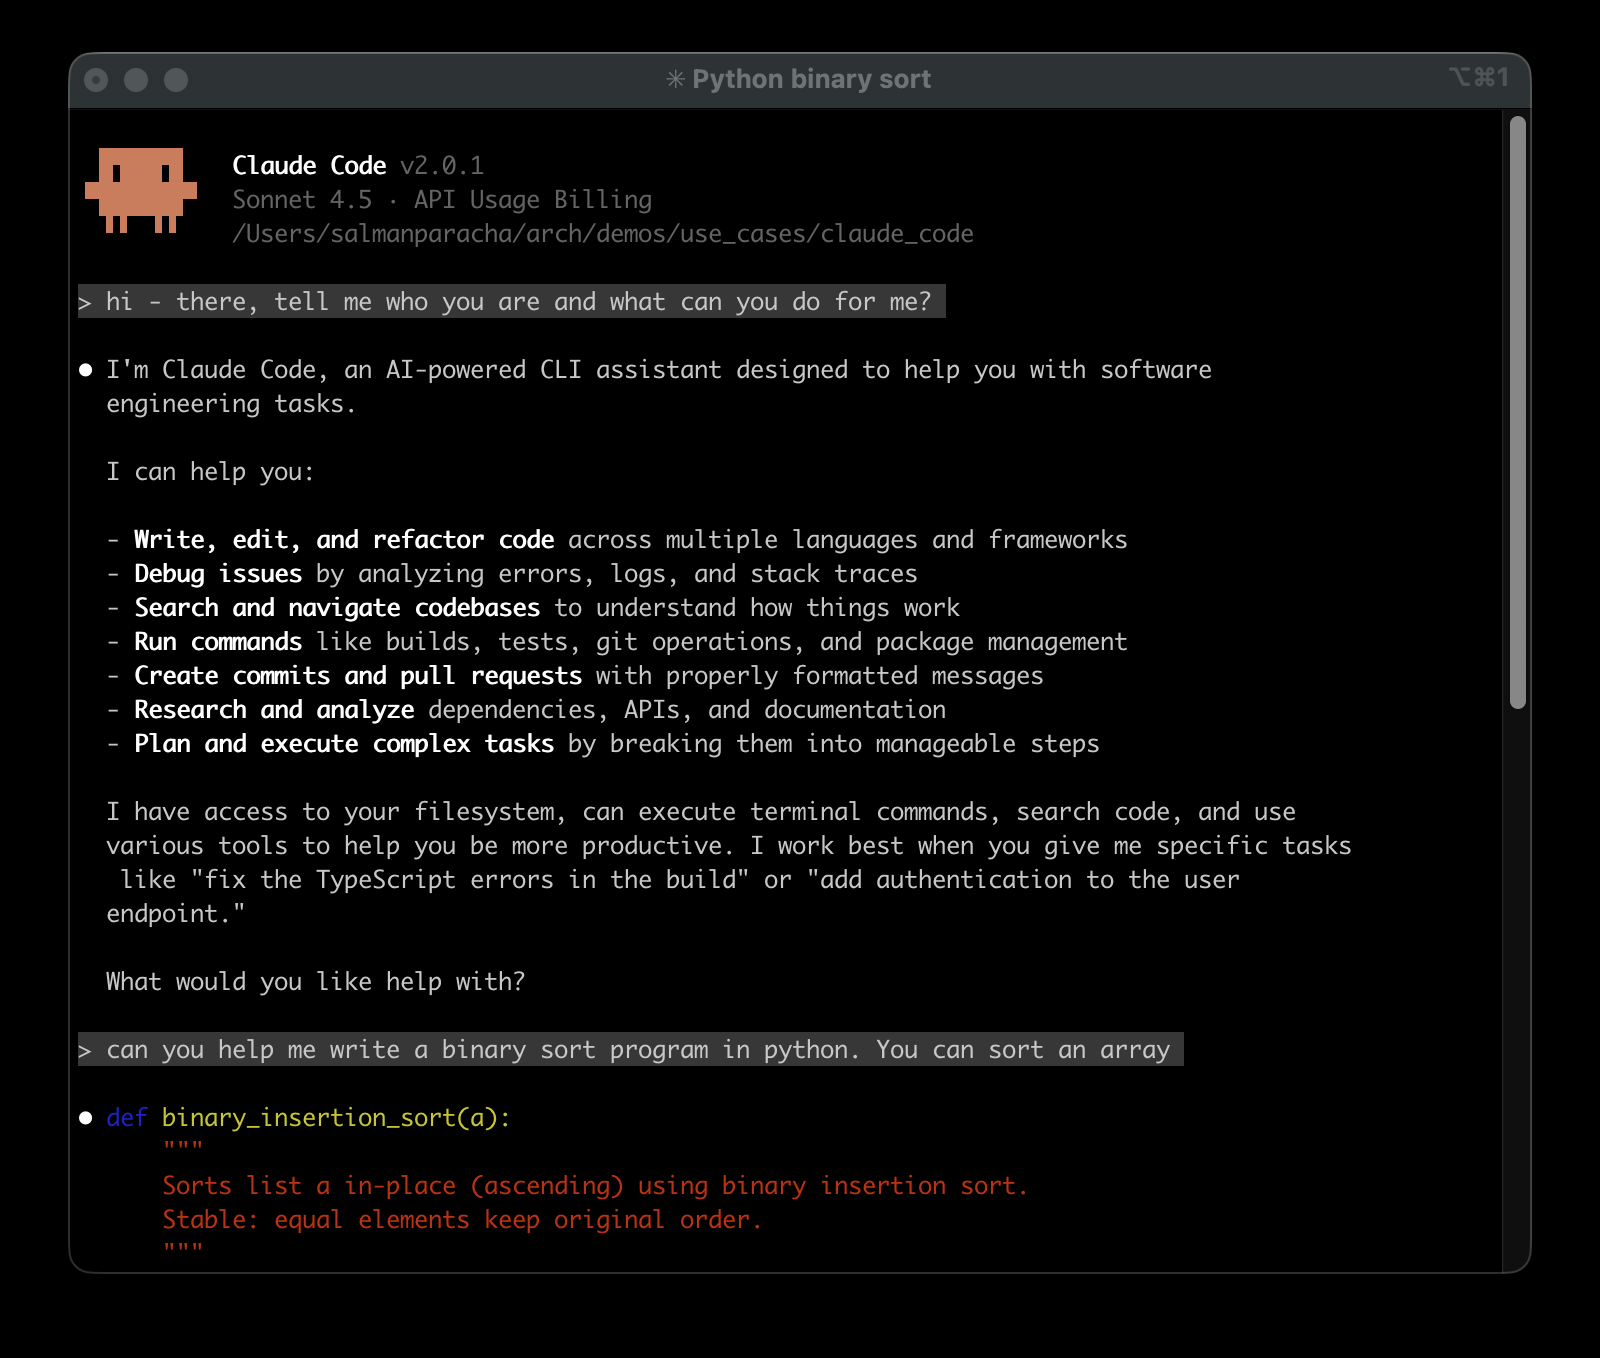 ✳ Python binary sort
⌥⌘1
Claude Code v2.0.1
Sonnet 4.5 · API Usage Billing
/Users/salmanparacha/arch/demos/use_cases/claude_code
> hi - there, tell me who you are and what can you do for me?
● I'm Claude Code, an AI-powered CLI assistant designed to help you with software
engineering tasks.
I can help you:
- Write, edit, and refactor code across multiple languages and frameworks
- Debug issues by analyzing errors, logs, and stack traces
- Search and navigate codebases to understand how things work
- Run commands like builds, tests, git operations, and package management
- Create commits and pull requests with properly formatted messages
- Research and analyze dependencies, APIs, and documentation
- Plan and execute complex tasks by breaking them into manageable steps
I have access to your filesystem, can execute terminal commands, search code, and use
various tools to help you be more productive. I work best when you give me specific tasks
like "fix the TypeScript errors in the build" or "add authentication to the user
endpoint."
What would you like help with?
> can you help me write a binary sort program in python. You can sort an array
● def binary_insertion_sort(a):
"""
Sorts list a in-place (ascending) using binary insertion sort.
Stable: equal elements keep original order.
"""